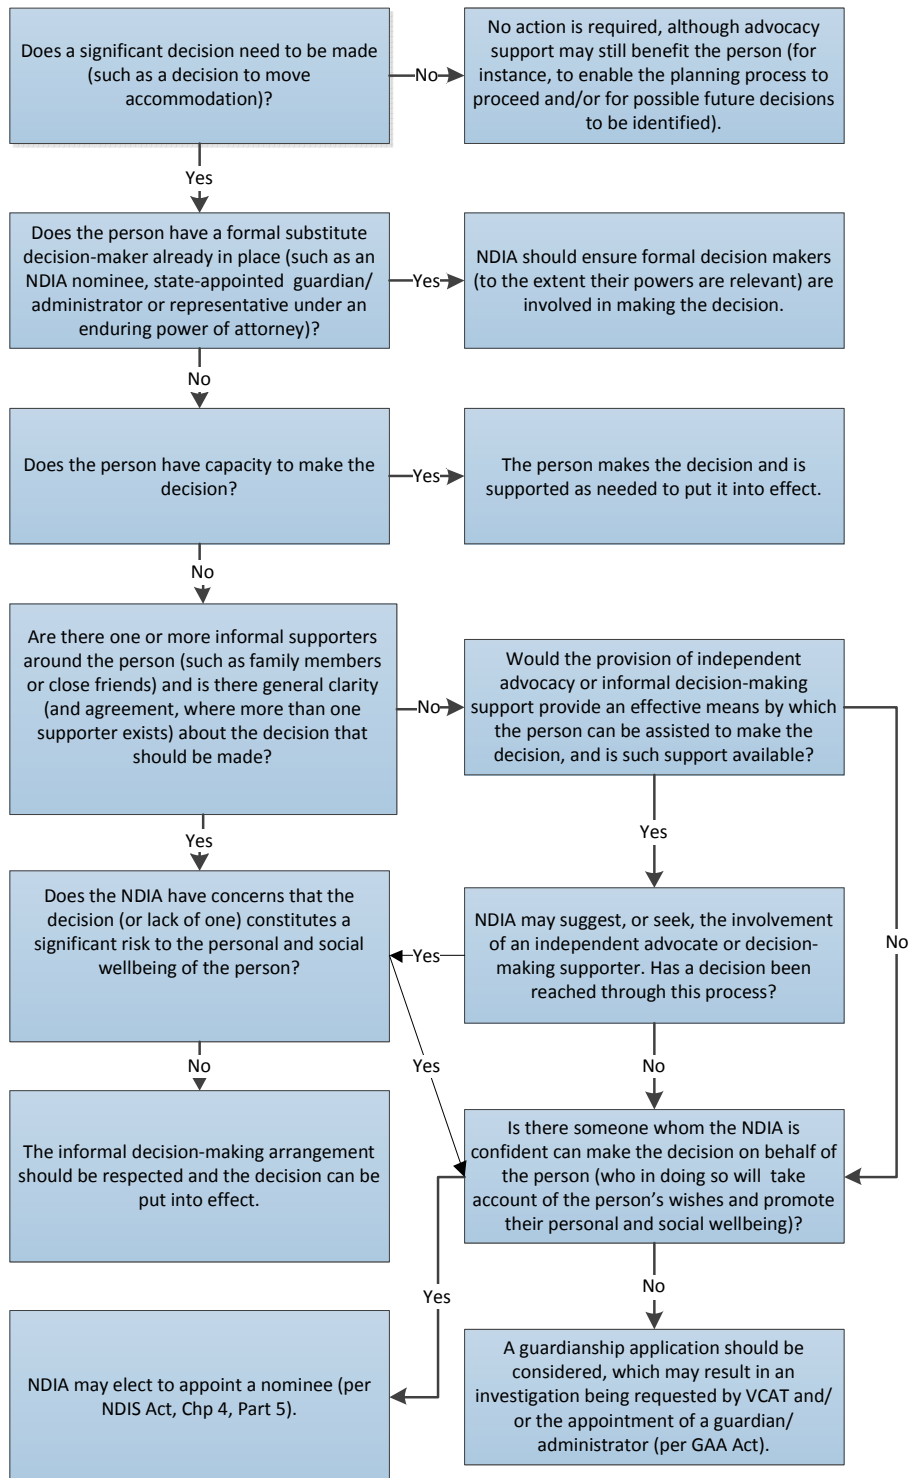 Does a significant decision need to be made
(such as a decision to move
accommodation)?
No
No action is required, although advocacy
support may still benefit the person (for
instance, to enable the planning process to
proceed and/or for possible future decisions
to be identified).
Yes
Does the person have a formal substitute
decision-maker already in place (such as an
NDIA nominee, state-appointed guardian/
administrator or representative under an
enduring power of attorney)?
Yes
NDIA should ensure formal decision makers
(to the extent their powers are relevant) are
involved in making the decision.
No
Does the person have capacity to make the
decision?
Yes
The person makes the decision and is
supported as needed to put it into effect.
No
Are there one or more informal supporters
around the person (such as family members
or close friends) and is there general clarity
(and agreement, where more than one
supporter exists) about the decision that
should be made?
No
Would the provision of independent
advocacy or informal decision-making
support provide an effective means by which
the person can be assisted to make the
decision, and is such support available?
Yes
Yes
No
Does the NDIA have concerns that the
decision (or lack of one) constitutes a
significant risk to the personal and social
wellbeing of the person?
Yes
NDIA may suggest, or seek, the involvement
of an independent advocate or decision-
making supporter. Has a decision been
reached through this process?
No
Yes
No
The informal decision-making arrangement
should be respected and the decision can be
put into effect.
Is there someone whom the NDIA is
confident can make the decision on behalf of
the person (who in doing so will take
account of the person's wishes and promote
their personal and social wellbeing)?
Yes
No
NDIA may elect to appoint a nominee (per
NDIS Act, Chp 4, Part 5).
A guardianship application should be
considered, which may result in an
investigation being requested by VCAT and/
or the appointment of a guardian/
administrator (per GAA Act).